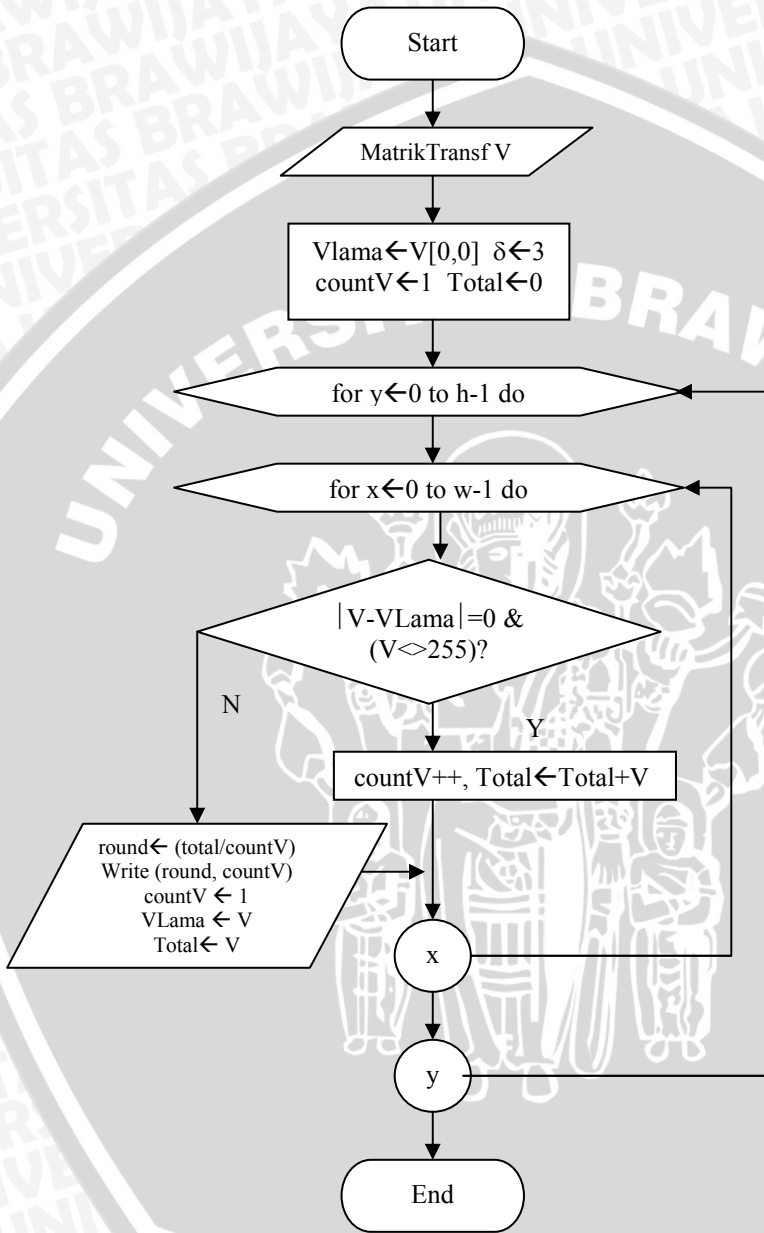 Start
MatrikTransf V
Vlama←V[0,0] δ←3
countV←1 Total←0
for y←0 to h-1 do
for x←0 to w-1 do
|V-VLama|=0 &
(V<>255)?
N
Y
countV++, Total←Total+V
round← (total/countV)
Write (round, countV)
countV ← 1
VLama ← V
Total← V
x
y
End